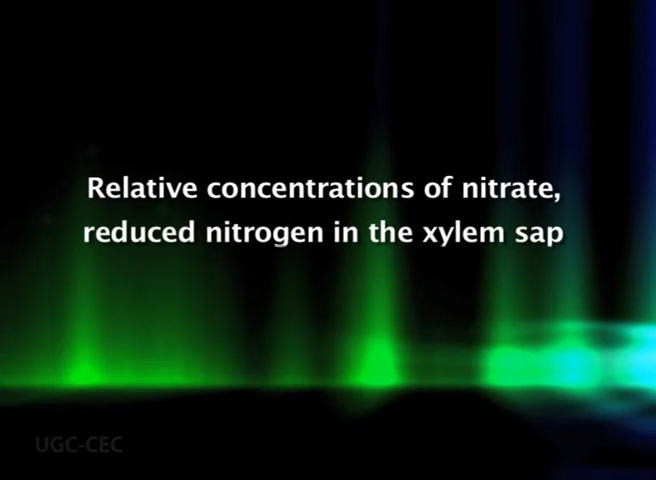 Relative concentrations of nitrate,
reduced nitrogen in the xylem sap
UGC-CEC